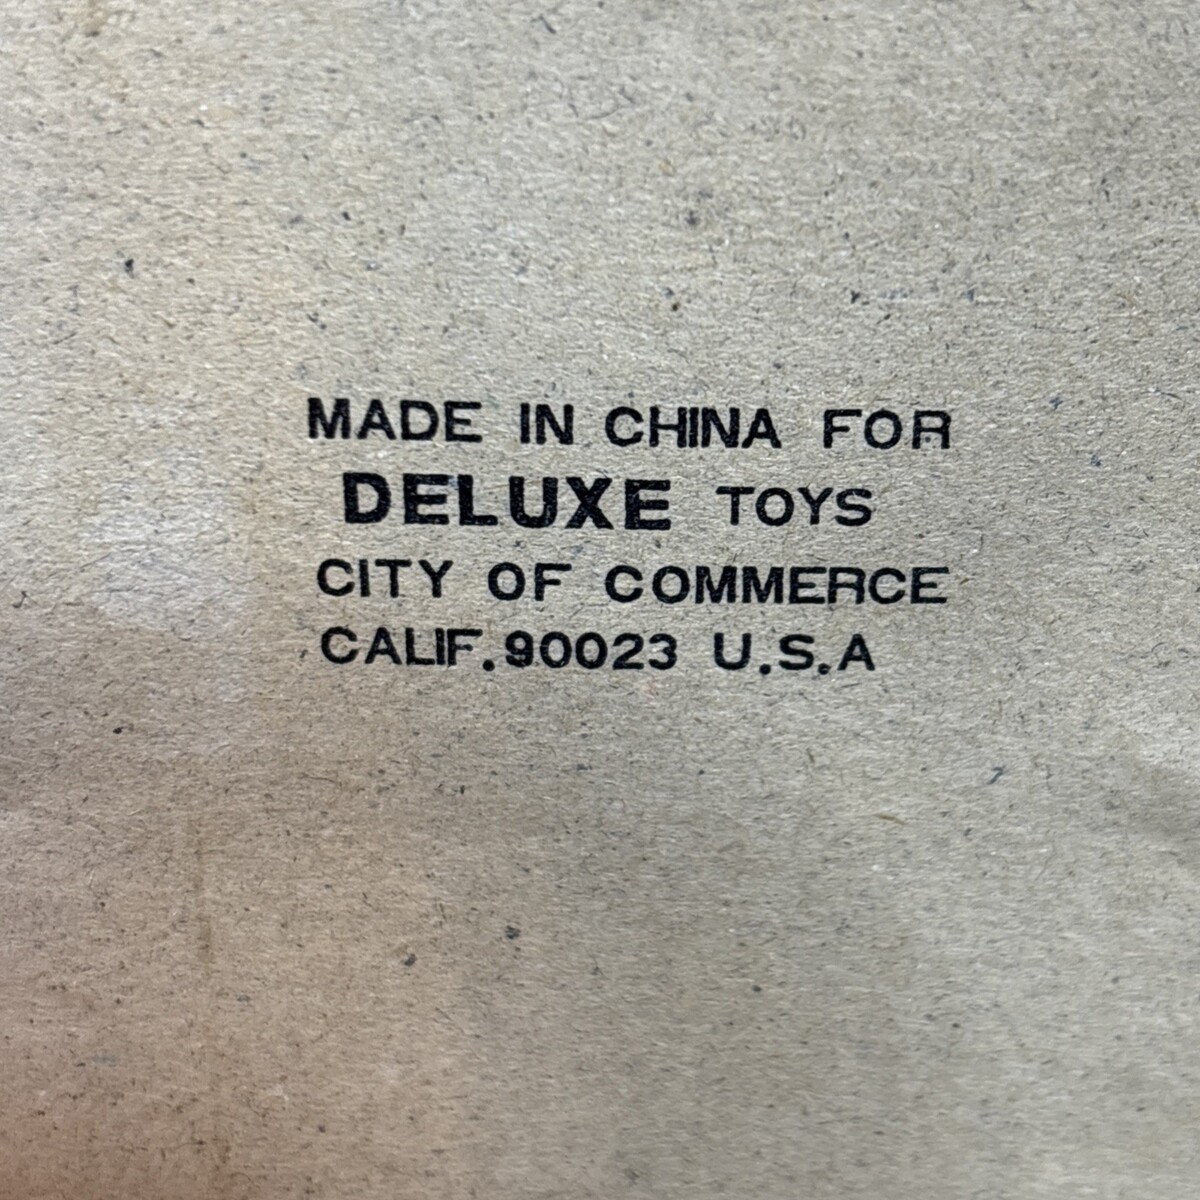 MADE IN CHINA FOR
DELUXE TOYS
CITY OF COMMERCE
CALIF.90023 U.S.A